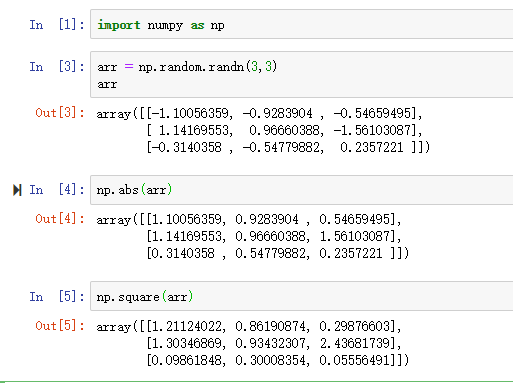 In [1]: import numpy as np
In [3]: arr = np.random.randn(3,3)
arr
Out[3]: array([[-1.10056359, -0.9283904 , -0.54659495],
[ 1.14169553, 0.96660388, -1.56103087],
[-0.3140358 , -0.54779882, 0.2357221 ]])
In [4]: np.abs(arr)
Out[4]: array([[1.10056359, 0.9283904 , 0.54659495],
[1.14169553, 0.96660388, 1.56103087],
[0.3140358 , 0.54779882, 0.2357221 ]])
In [5]: np.square(arr)
Out[5]: array([[1.21124022, 0.86190874, 0.29876603],
[1.30346869, 0.93432307, 2.43681739],
[0.09861848, 0.30008354, 0.05556491]])